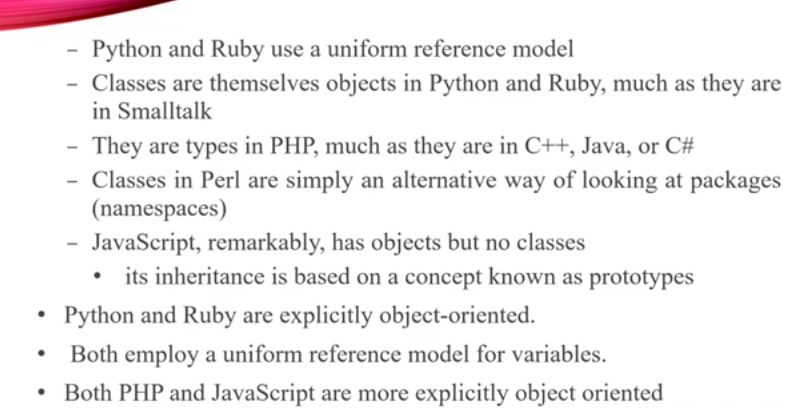 – Python and Ruby use a uniform reference model
– Classes are themselves objects in Python and Ruby, much as they are
in Smalltalk
– They are types in PHP, much as they are in C++, Java, or C#
– Classes in Perl are simply an alternative way of looking at packages
(namespaces)
– JavaScript, remarkably, has objects but no classes
• its inheritance is based on a concept known as prototypes
• Python and Ruby are explicitly object-oriented.
• Both employ a uniform reference model for variables.
• Both PHP and JavaScript are more explicitly object oriented